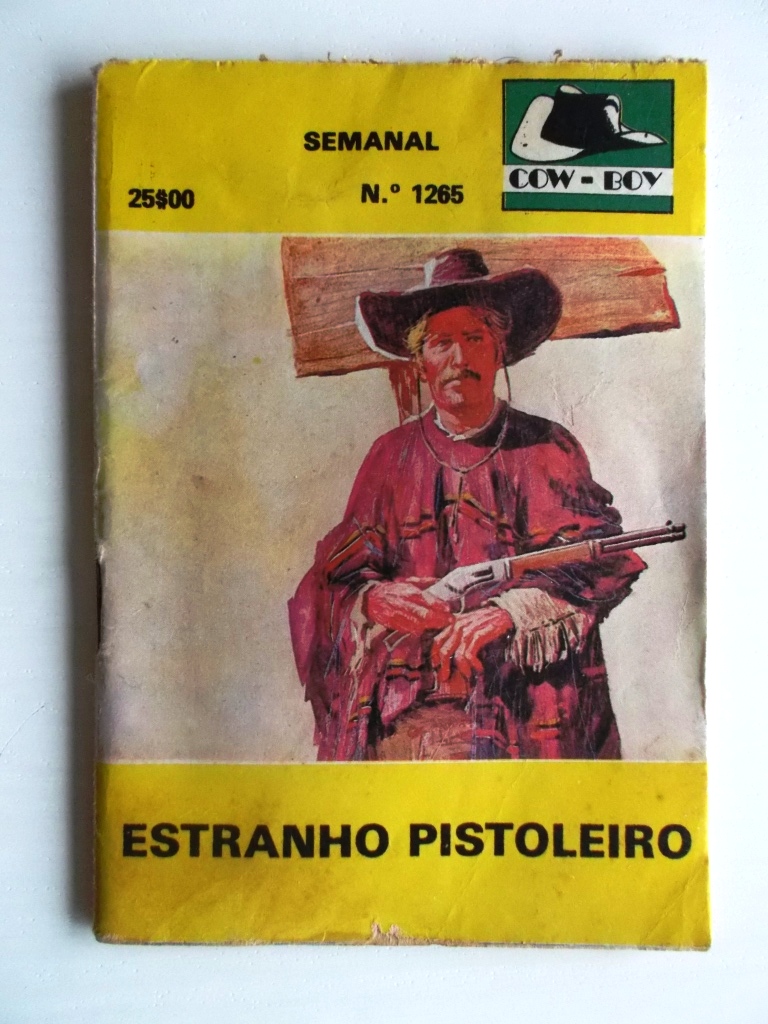 SEMANAL
25$00
N.º 1265
COW - BOY
ESTRANHO PISTOLEIRO